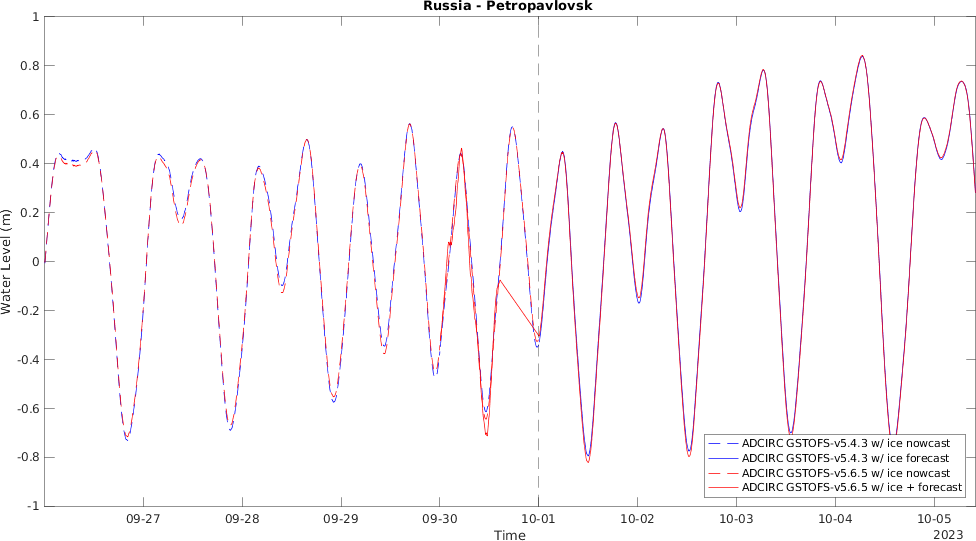 Russia - Petropavlovsk
1
0.8
0.6
0.4
0.2
0
-0.2
-0.4
-0.6
-0.8
-1
Water Level (m)
ADCIRC GSTOFS-v5.4.3 w/ ice nowcast
ADCIRC GSTOFS-v5.4.3 w/ ice forecast
ADCIRC GSTOFS-v5.6.5 w/ ice nowcast
ADCIRC GSTOFS-v5.6.5 w/ ice + forecast
09-27 09-28 09-29 09-30 10-01 10-02 10-03 10-04 10-05
Time
2023